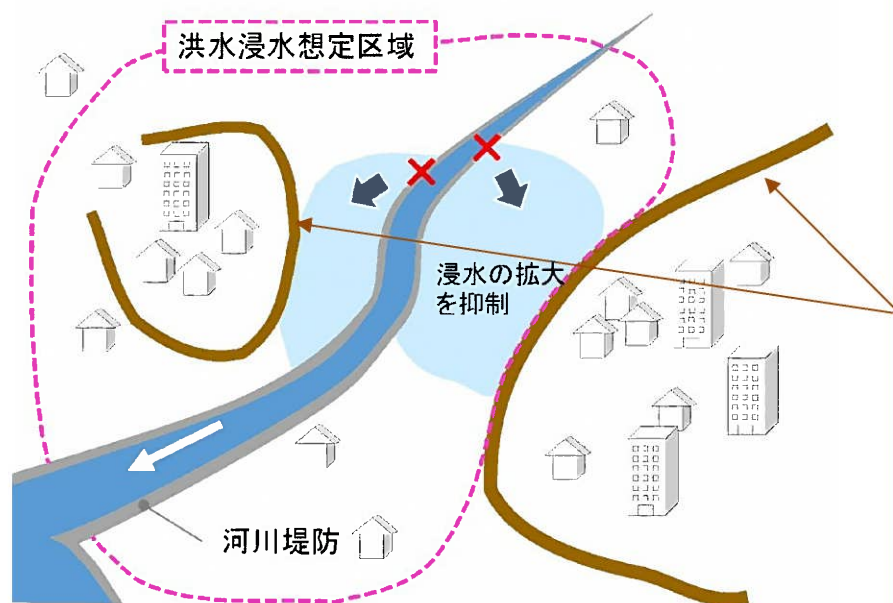 洪水浸水想定区域
浸水の拡大
を抑制
河川堤防